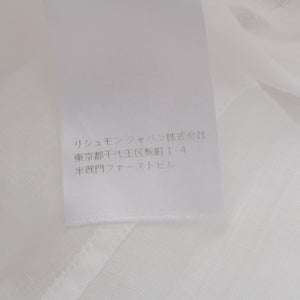 リシュモン ジャパン株式会社
東京都千代田区麹町 1-4
半蔵門ファーストビル